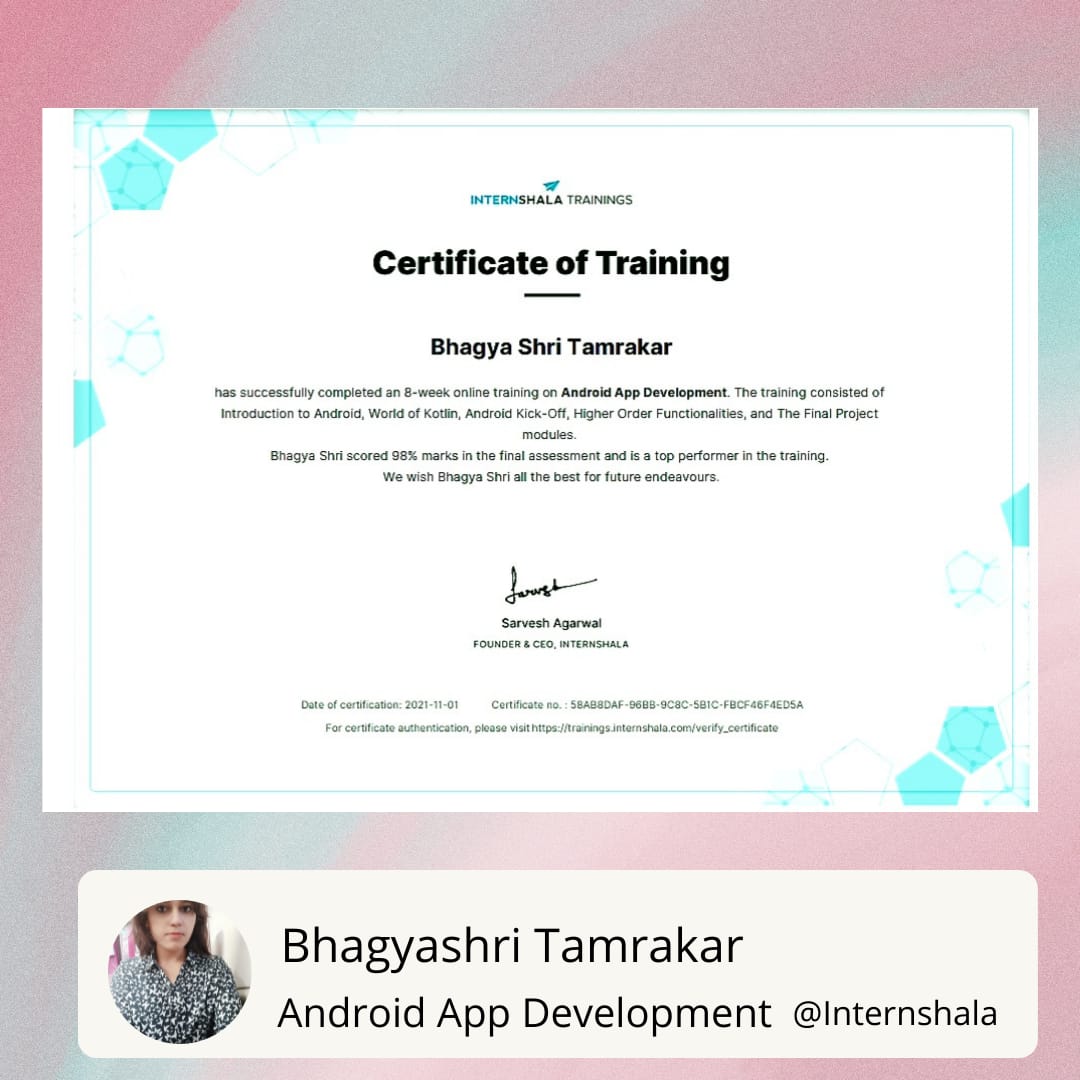 INTERNSHALA TRAININGS
Certificate of Training
Bhagya Shri Tamrakar
has successfully completed an 8-week online training on Android App Development. The training consisted of
Introduction to Android, World of Kotlin, Android Kick-Off, Higher Order Functionalities, and The Final Project
modules.
Bhagya Shri scored 98% marks in the final assessment and is a top performer in the training.
We wish Bhagya Shri all the best for future endeavours.
Sarvesh
Sarvesh Agarwal
FOUNDER & CEO, INTERNSHALA
Date of certification: 2021-11-01 Certificate no. : 58AB8DAF-96BB-9C8C-5B1C-FBCF46F4ED5A
For certificate authentication, please visit https://trainings.internshala.com/verify_certificate
Bhagyashri Tamrakar
Android App Development @Internshala